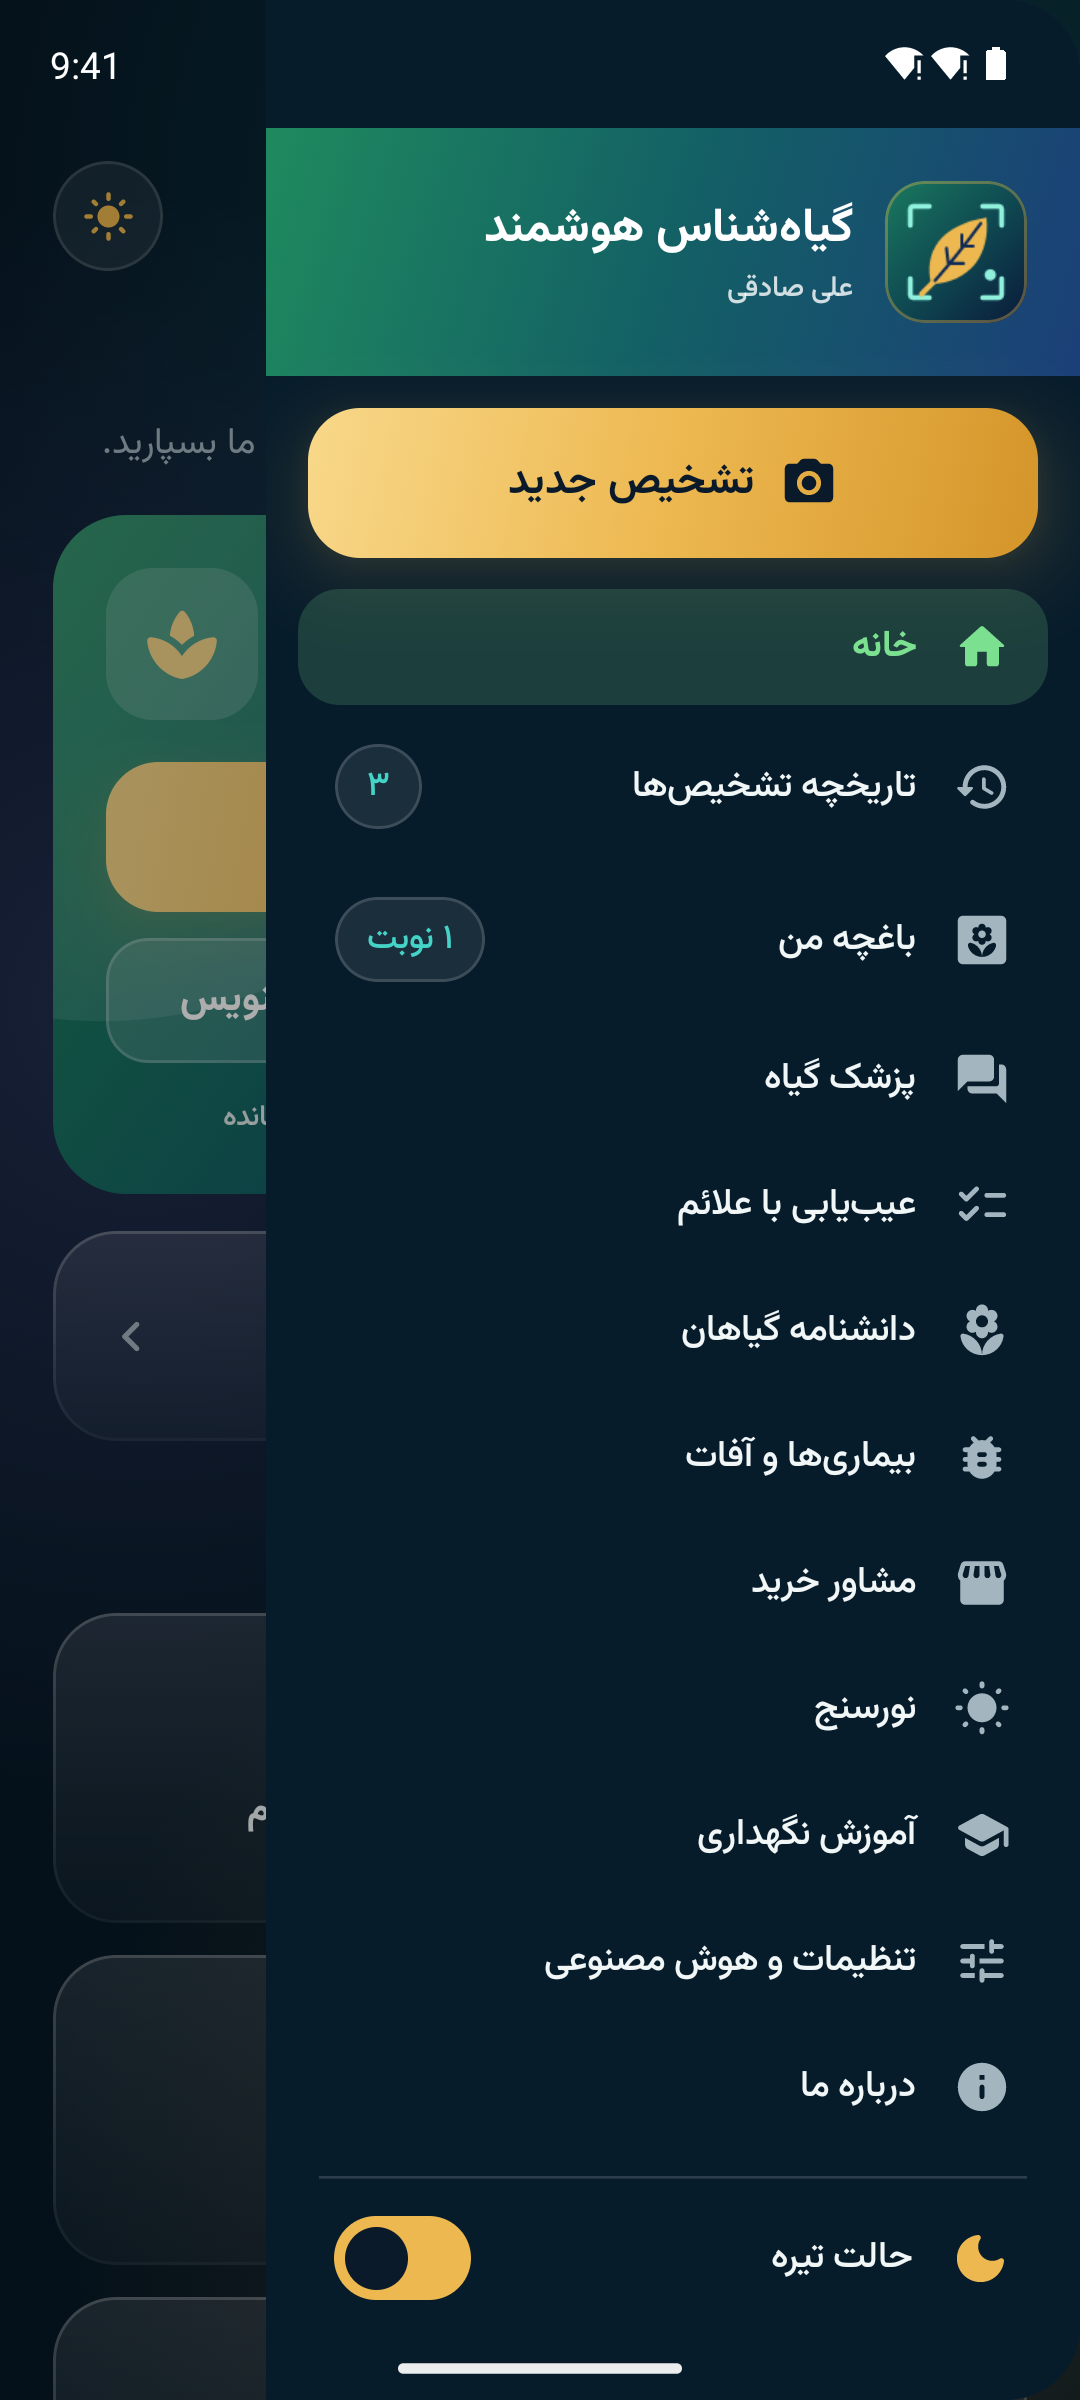 9:41
گیاه‌شناس هوشمند
علی صادقی
ما بسپارید.
تشخیص جدید
خانه
تاریخچه تشخیص‌ها
۳
باغچه من
۱ نوبت
پزشک گیاه
عیب‌یابی با علائم
دانشنامه گیاهان
بیماری‌ها و آفات
مشاور خرید
نورسنج
آموزش نگهداری
تنظیمات و هوش مصنوعی
درباره ما
حالت تیره